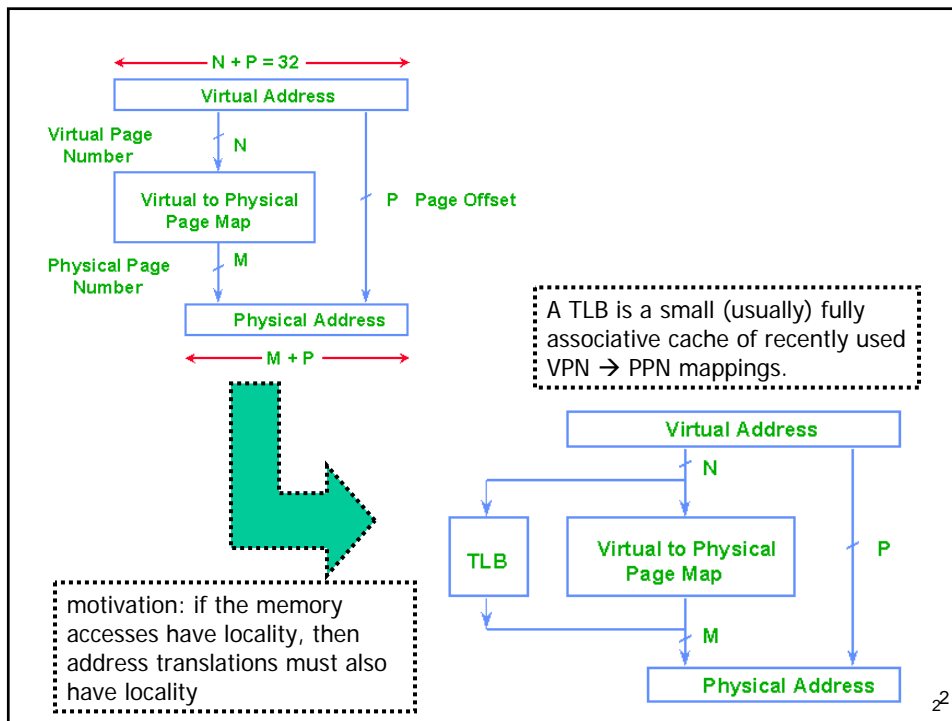 N + P = 32
Virtual Address
Virtual Page
Number
N
Virtual to Physical
Page Map
P Page Offset
Physical Page
Number
M
Physical Address
M + P
A TLB is a small (usually) fully
associative cache of recently used
VPN → PPN mappings.
Virtual Address
N
TLB
Virtual to Physical
Page Map
P
M
Physical Address
motivation: if the memory
accesses have locality, then
address translations must also
have locality
22